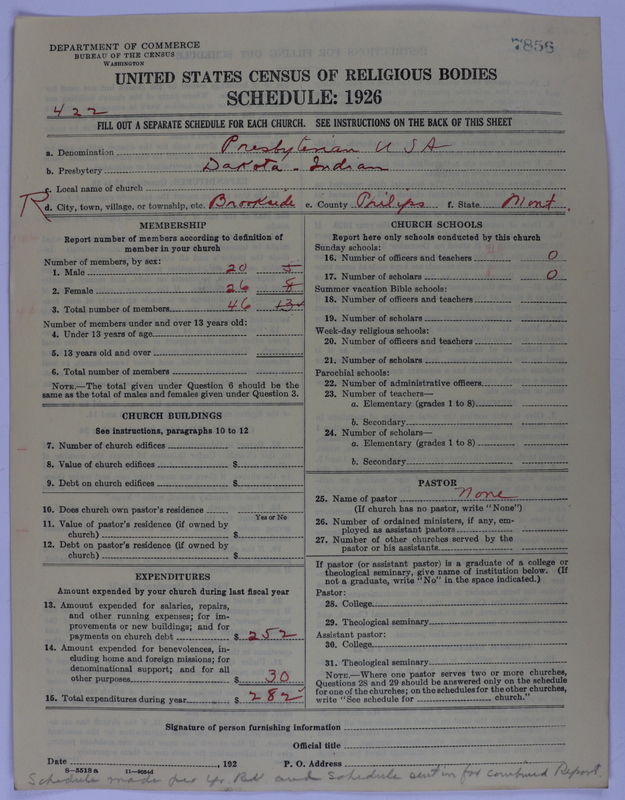 DEPARTMENT OF COMMERCE
BUREAU OF THE CENSUS
WASHINGTON
7856
UNITED STATES CENSUS OF RELIGIOUS BODIES
SCHEDULE: 1926
422
FILL OUT A SEPARATE SCHEDULE FOR EACH CHURCH. SEE INSTRUCTIONS ON THE BACK OF THIS SHEET
a. Denomination Presbyterian U S A
b. Presbytery Dakota - Indian
c. Local name of church
R d. City, town, village, or township, etc. Brookside e. County Philips f. State Mont.
MEMBERSHIP
Report number of members according to definition of
member in your church
Number of members, by sex:
1. Male 20 5
2. Female 26 8
3. Total number of members 46 13
Number of members under and over 13 years old:
4. Under 13 years of age
5. 13 years old and over
6. Total number of members
NOTE.—The total given under Question 6 should be the
same as the total of males and females given under Question 3.
CHURCH BUILDINGS
See instructions, paragraphs 10 to 12
7. Number of church edifices
8. Value of church edifices $
9. Debt on church edifices $
10. Does church own pastor's residence
Yes or No
11. Value of pastor's residence (if owned by
church) $
12. Debt on pastor's residence (if owned by
church) $
EXPENDITURES
Amount expended by your church during last fiscal year
13. Amount expended for salaries, repairs,
and other running expenses; for im-
provements or new buildings; and for
payments on church debt $ 252
14. Amount expended for benevolences, in-
cluding home and foreign missions; for
denominational support; and for all
other purposes $ 30
15. Total expenditures during year $ 282
CHURCH SCHOOLS
Report here only schools conducted by this church
Sunday schools:
16. Number of officers and teachers 0
17. Number of scholars 0
Summer vacation Bible schools:
18. Number of officers and teachers
19. Number of scholars
Week-day religious schools:
20. Number of officers and teachers
21. Number of scholars
Parochial schools:
22. Number of administrative officers
23. Number of teachers—
a. Elementary (grades 1 to 8)
b. Secondary
24. Number of scholars—
a. Elementary (grades 1 to 8)
b. Secondary
PASTOR
25. Name of pastor None
(If church has no pastor, write "None")
26. Number of ordained ministers, if any, em-
ployed as assistant pastors
27. Number of other churches served by the
pastor or his assistants
If pastor (or assistant pastor) is a graduate of a college or
theological seminary, give name of institution below. (If
not a graduate, write "No" in the space indicated.)
Pastor:
28. College
29. Theological seminary
Assistant pastor:
30. College
31. Theological seminary
NOTE.—Where one pastor serves two or more churches,
Questions 28 and 29 should be answered only on the schedule
for one of the churches; on the schedules for the other churches,
write "See schedule for church."
Signature of person furnishing information
Official title
Date , 192 P. O. Address
8-5518a
Schedule made per Yr. Bk and schedule sent in for combined Report.